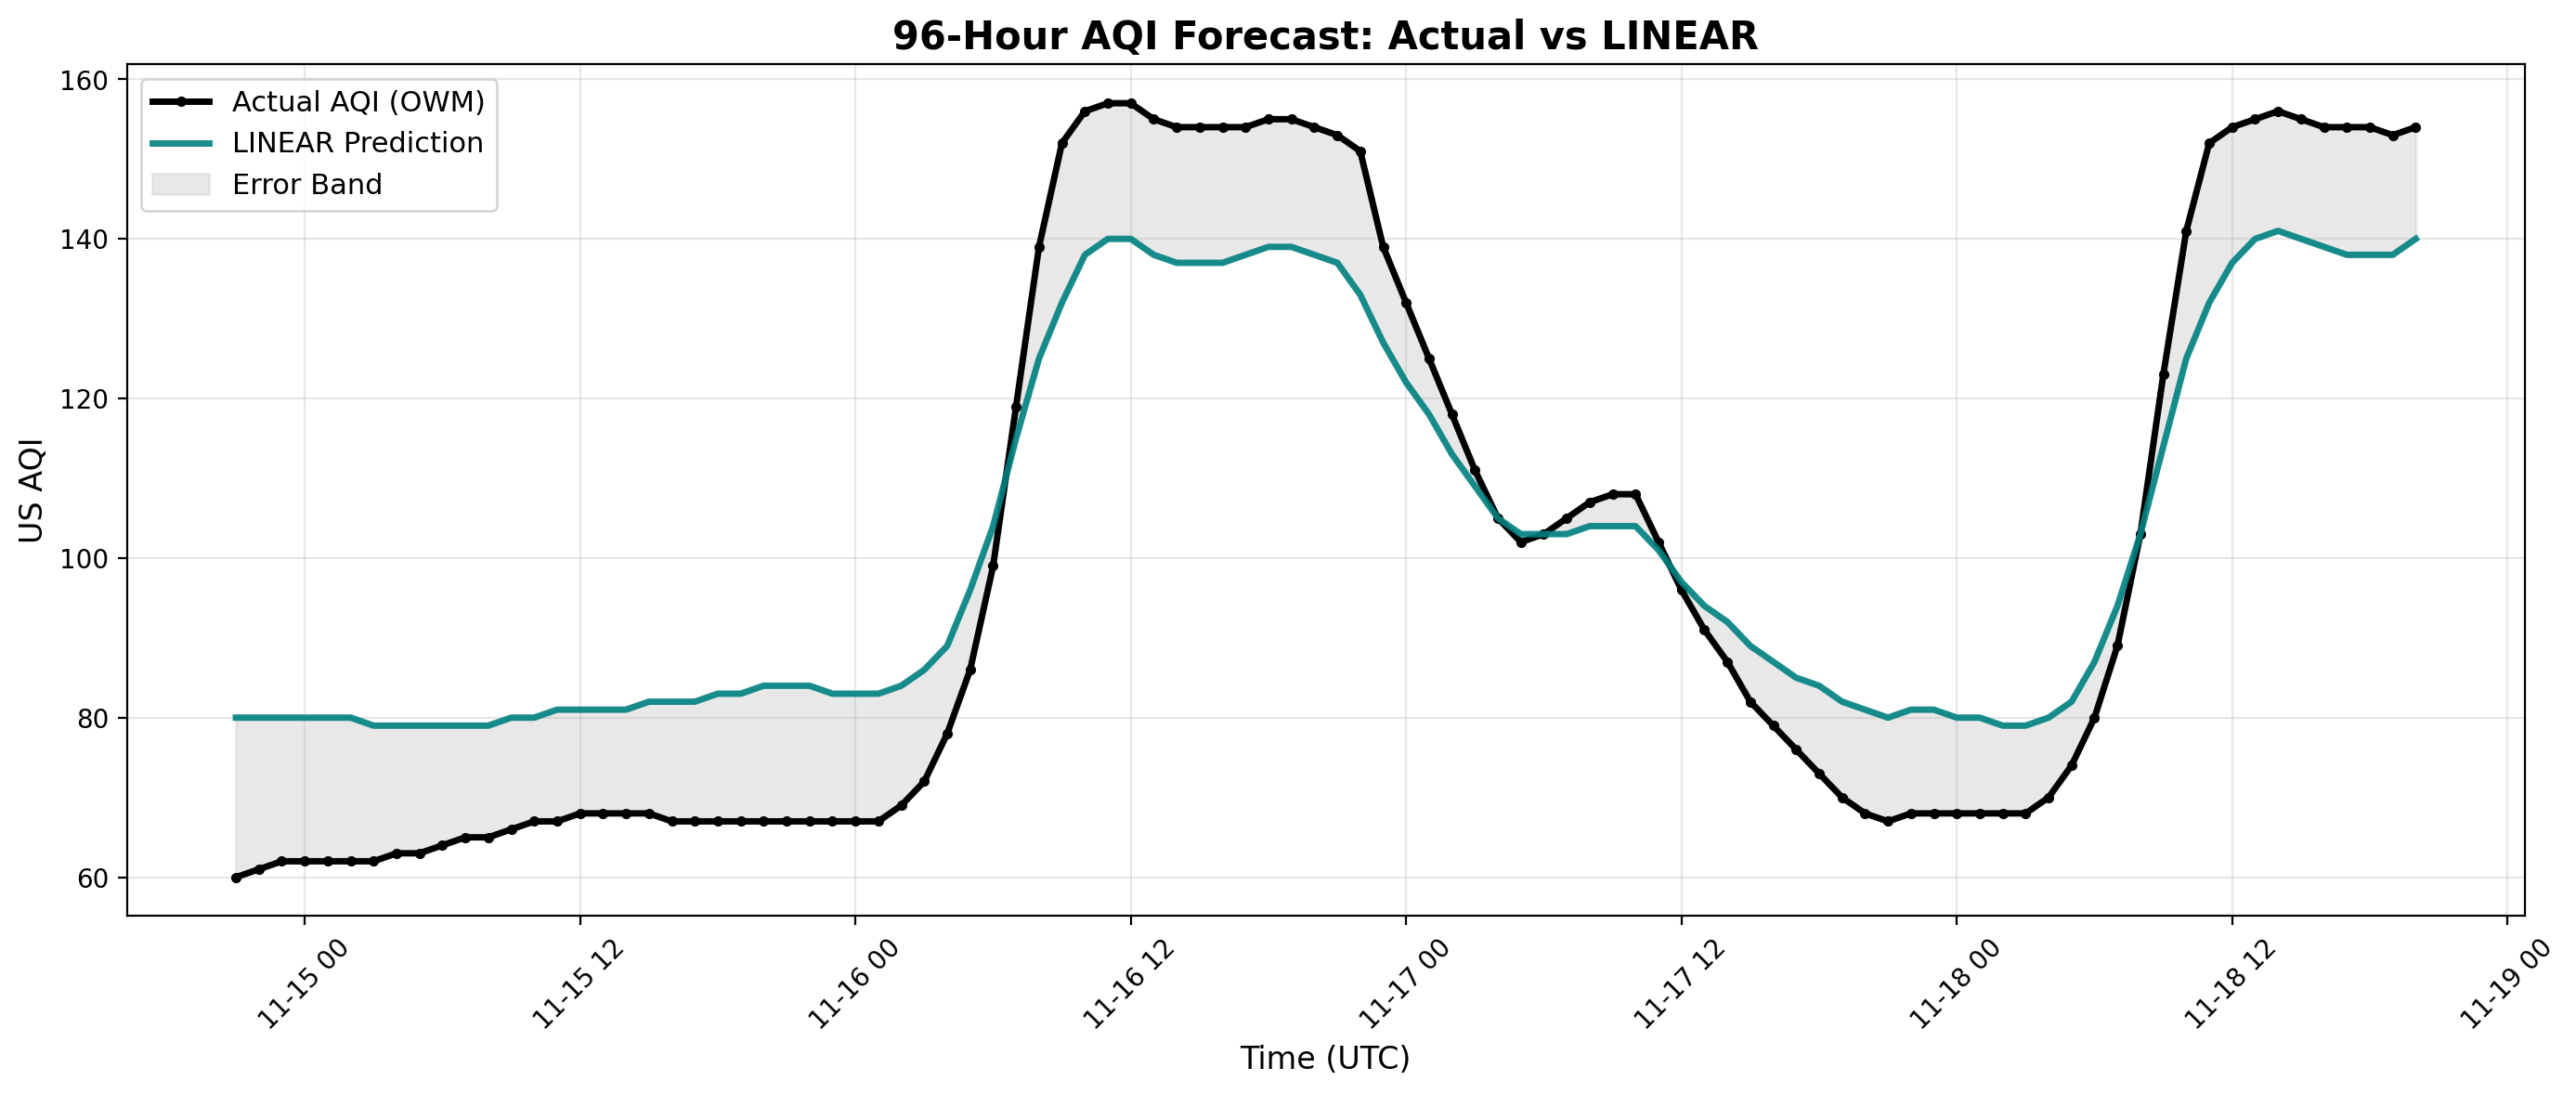 96-Hour AQI Forecast: Actual vs LINEAR
Actual AQI (OWM)
LINEAR Prediction
Error Band
US AQI
160
140
120
100
80
60
11-15 00
11-15 12
11-16 00
11-16 12
11-17 00
11-17 12
11-18 00
11-18 12
11-19 00
Time (UTC)